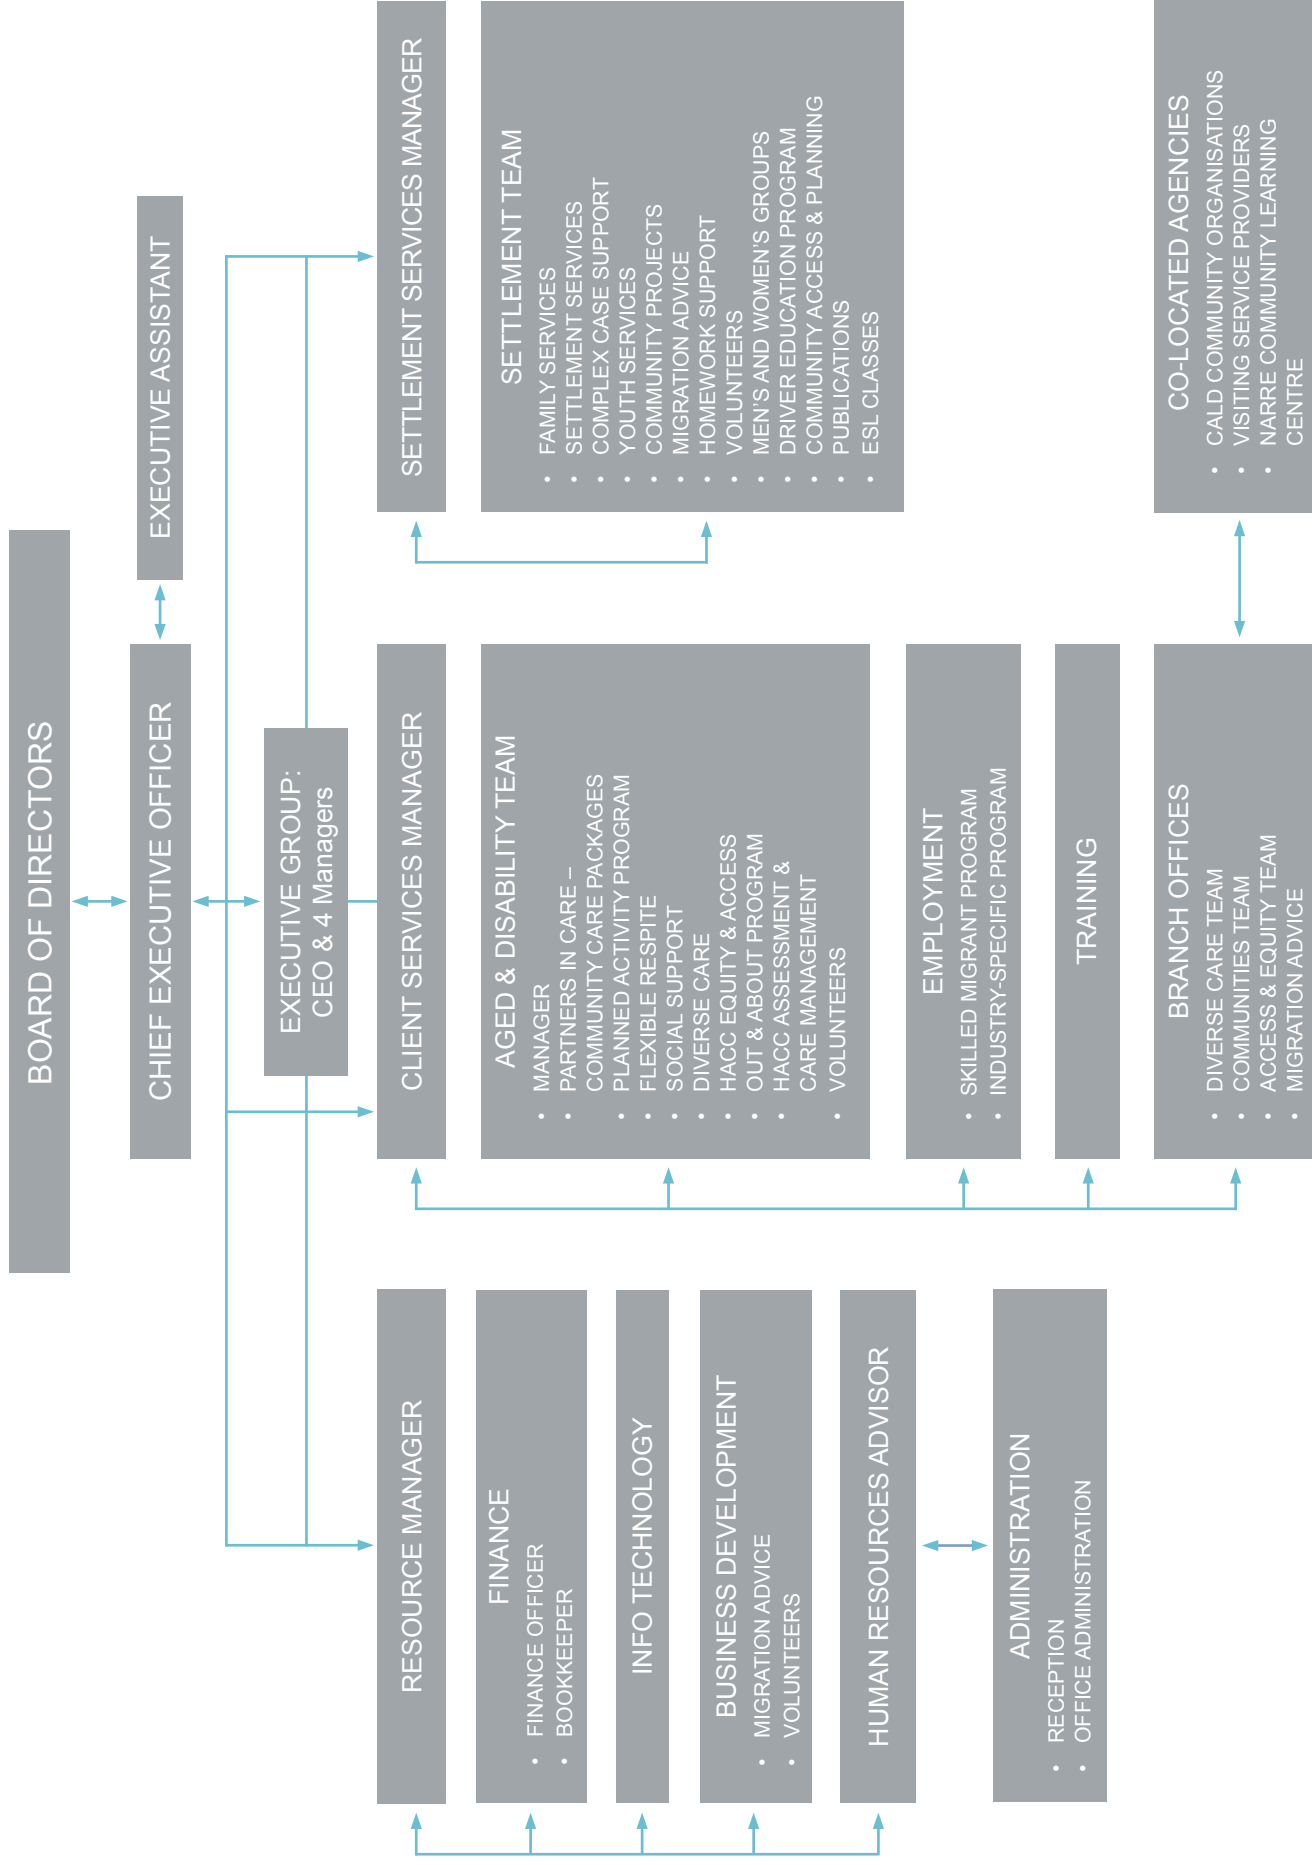 BOARD OF DIRECTORS
CHIEF EXECUTIVE OFFICER
EXECUTIVE ASSISTANT
EXECUTIVE GROUP:
CEO & 4 Managers
RESOURCE MANAGER
FINANCE
• FINANCE OFFICER
• BOOKKEEPER
INFO TECHNOLOGY
BUSINESS DEVELOPMENT
• MIGRATION ADVICE
• VOLUNTEERS
HUMAN RESOURCES ADVISOR
ADMINISTRATION
• RECEPTION
• OFFICE ADMINISTRATION
CLIENT SERVICES MANAGER
AGED & DISABILITY TEAM
• MANAGER
• PARTNERS IN CARE –
COMMUNITY CARE PACKAGES
• PLANNED ACTIVITY PROGRAM
• FLEXIBLE RESPITE
• SOCIAL SUPPORT
• DIVERSE CARE
• HACC EQUITY & ACCESS
• OUT & ABOUT PROGRAM
• HACC ASSESSMENT &
CARE MANAGEMENT
• VOLUNTEERS
EMPLOYMENT
• SKILLED MIGRANT PROGRAM
• INDUSTRY-SPECIFIC PROGRAM
TRAINING
BRANCH OFFICES
• DIVERSE CARE TEAM
• COMMUNITIES TEAM
• ACCESS & EQUITY TEAM
• MIGRATION ADVICE
SETTLEMENT SERVICES MANAGER
SETTLEMENT TEAM
• FAMILY SERVICES
• SETTLEMENT SERVICES
• COMPLEX CASE SUPPORT
• YOUTH SERVICES
• COMMUNITY PROJECTS
• MIGRATION ADVICE
• HOMEWORK SUPPORT
• VOLUNTEERS
• MEN'S AND WOMEN'S GROUPS
• DRIVER EDUCATION PROGRAM
• COMMUNITY ACCESS & PLANNING
• PUBLICATIONS
• ESL CLASSES
CO-LOCATED AGENCIES
• CALD COMMUNITY ORGANISATIONS
• VISITING SERVICE PROVIDERS
• NARRE COMMUNITY LEARNING
CENTRE